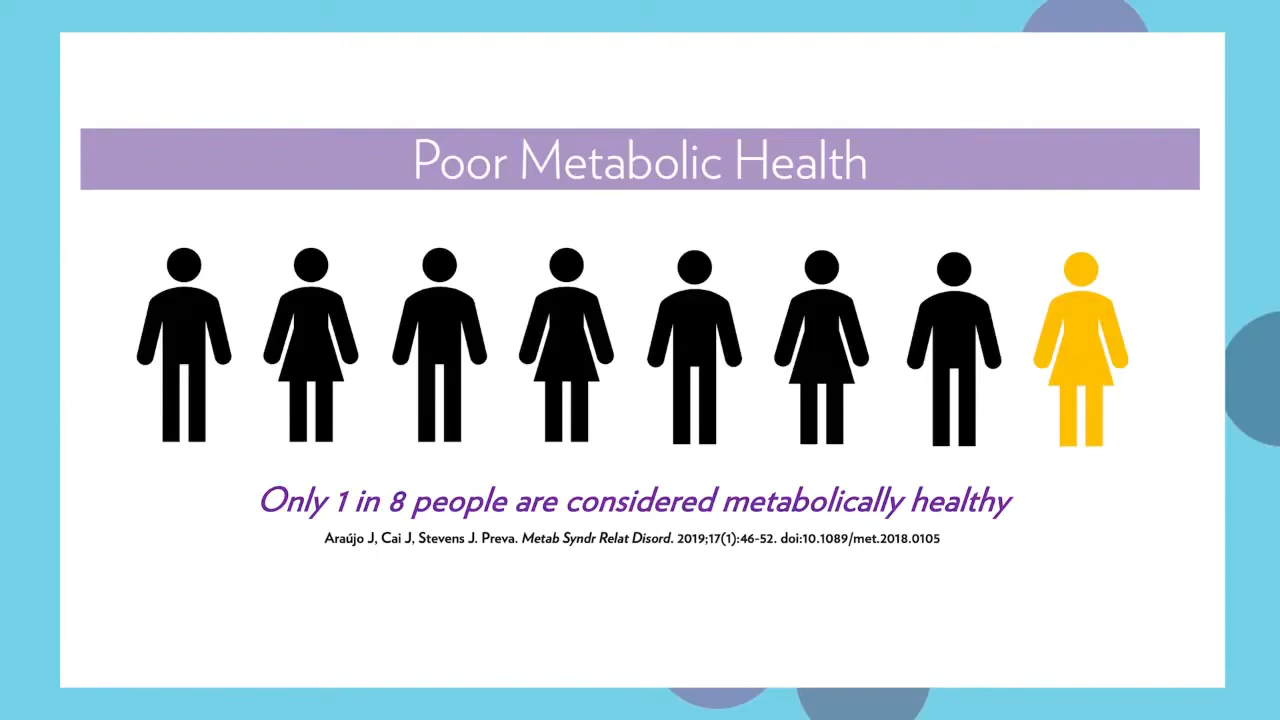 Poor Metabolic Health
Only 1 in 8 people are considered metabolically healthy
Araújo J, Cai J, Stevens J. Preva. Metab Syndr Relat Disord. 2019;17(1):46-52. doi:10.1089/met.2018.0105